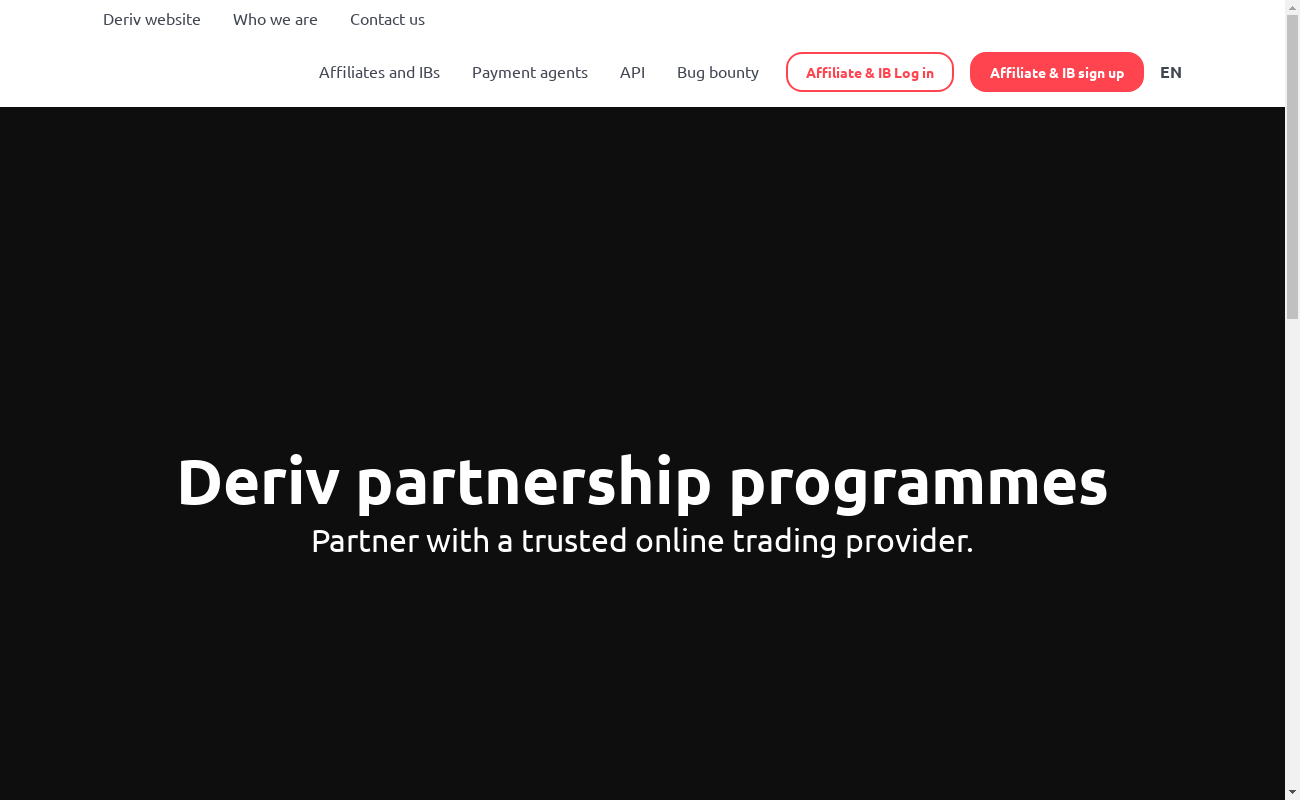 Deriv website Who we are Contact us
Affiliates and IBs Payment agents API Bug bounty Affiliate & IB Log in Affiliate & IB sign up EN
Deriv partnership programmes
Partner with a trusted online trading provider.